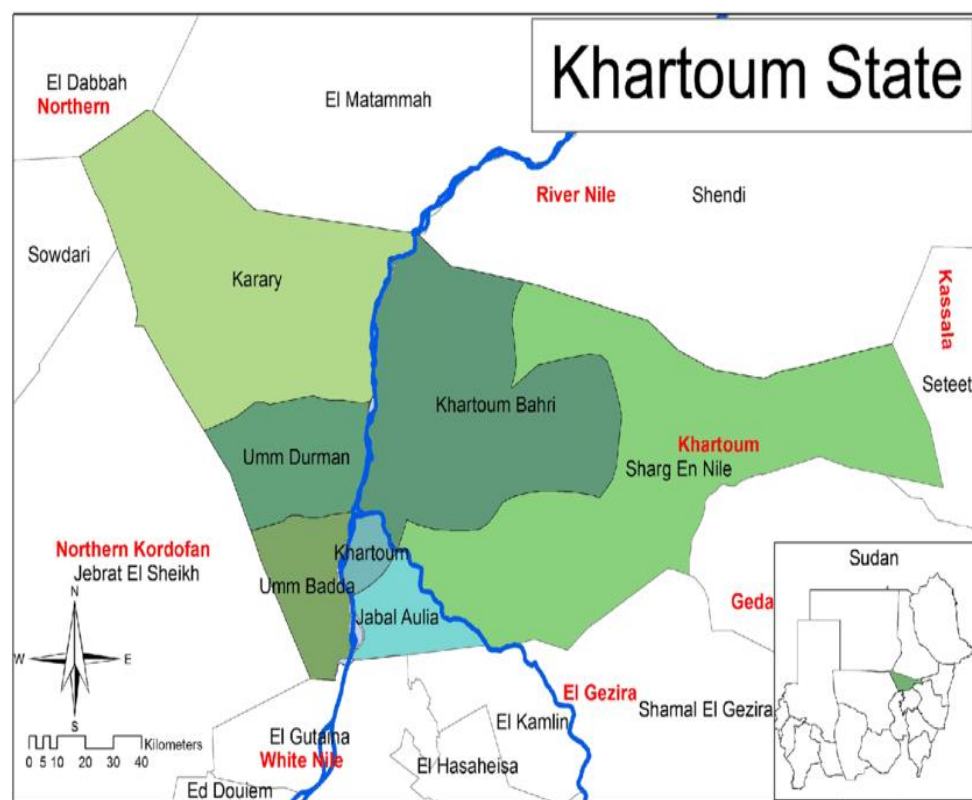 Khartoum State
El Dabbah
Northern
El Matammah
River Nile
Shendi
Sowdari
Karary
Kassala
Seteet
Khartoum Bahri
Umm Durman
Khartoum
Sharg En Nile
Northern Kordofan
Jebrat El Sheikh
Khartoum
Umm Badda
Jabal Aulia
Sudan
Geda
N
W
E
S
Kilometers
0 5 10 20 30 40
El Gezira
Shamal El Gezira
El Kamlin
El Gutaina
White Nile
El Hasaheisa
Ed Douiem